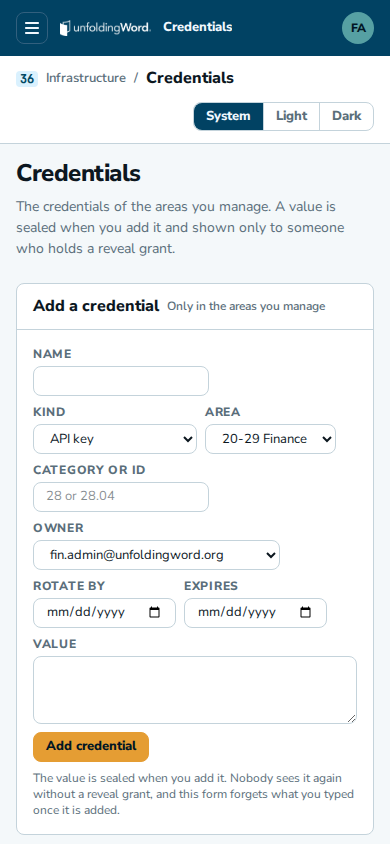 unfoldingWord. Credentials FA
36 Infrastructure / Credentials
System Light Dark
Credentials
The credentials of the areas you manage. A value is
sealed when you add it and shown only to someone
who holds a reveal grant.
Add a credential Only in the areas you manage
NAME
KIND AREA
API key 20-29 Finance
CATEGORY OR ID
28 or 28.04
OWNER
fin.admin@unfoldingword.org
ROTATE BY EXPIRES
mm/dd/yyyy mm/dd/yyyy
VALUE
Add credential
The value is sealed when you add it. Nobody sees it again
without a reveal grant, and this form forgets what you typed
once it is added.